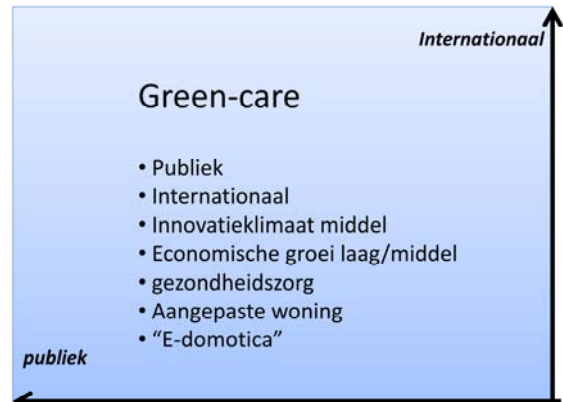 Internationaal
Green-care
• Publiek
• Internationaal
• Innovatieklimaat middel
• Economische groei laag/middel
• gezondheidszorg
• Aangepaste woning
• “E-domotica”
publiek